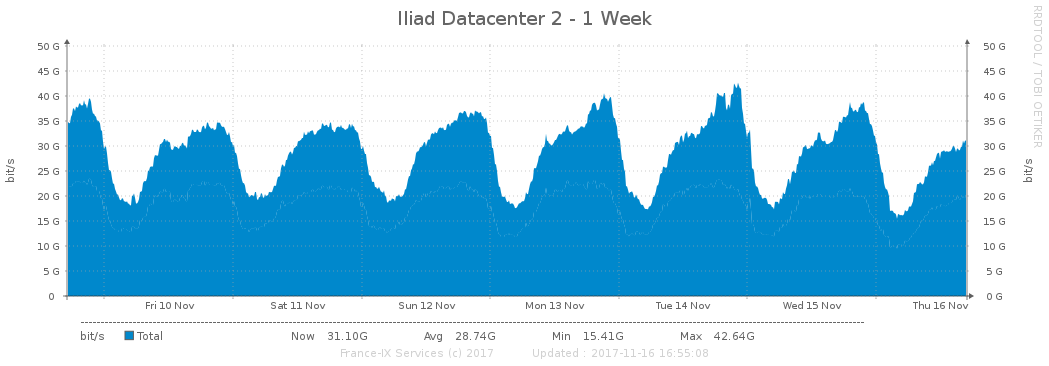 Iliad Datacenter 2 - 1 Week
RRDTOOL / TOBI OETIKER
bit/s
50 G 50 G
45 G 45 G
40 G 40 G
35 G 35 G
30 G 30 G
25 G 25 G
20 G 20 G
15 G 15 G
10 G 10 G
5 G 5 G
0 0 G
bit/s
Fri 10 Nov Sat 11 Nov Sun 12 Nov Mon 13 Nov Tue 14 Nov Wed 15 Nov Thu 16 Nov
bit/s Total Now 31.10G Avg 28.74G Min 15.41G Max 42.64G
France-IX Services (c) 2017 Updated : 2017-11-16 16:55:08